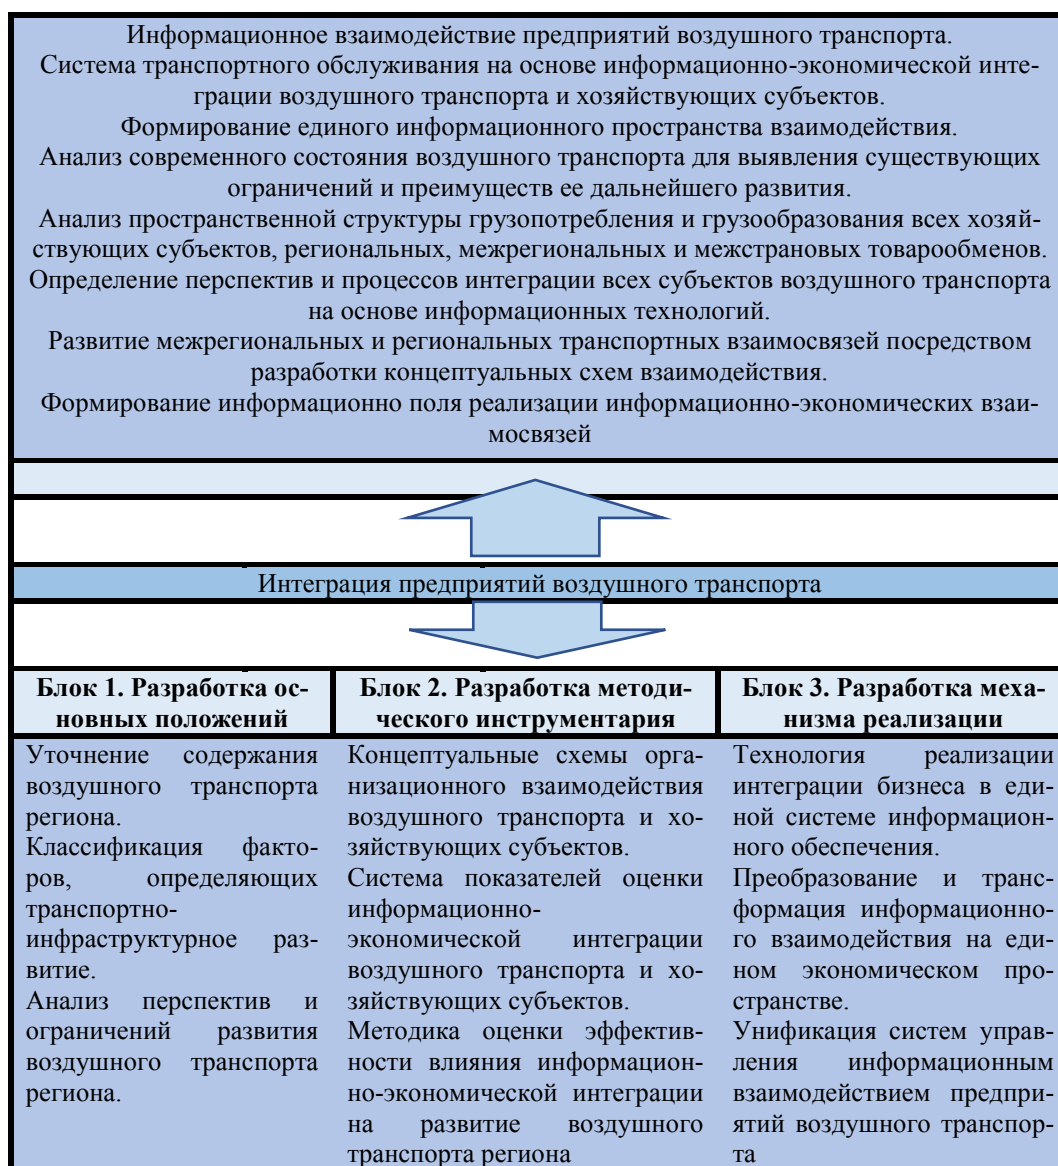 Информационное взаимодействие предприятий воздушного транспорта.
Система транспортного обслуживания на основе информационно-экономической инте-
грации воздушного транспорта и хозяйствующих субъектов.
Формирование единого информационного пространства взаимодействия.
Анализ современного состояния воздушного транспорта для выявления существующих
ограничений и преимуществ ее дальнейшего развития.
Анализ пространственной структуры грузопотребления и грузообразования всех хозяй-
ствующих субъектов, региональных, межрегиональных и межстрановых товарообменов.
Определение перспектив и процессов интеграции всех субъектов воздушного транспорта
на основе информационных технологий.
Развитие межрегиональных и региональных транспортных взаимосвязей посредством
разработки концептуальных схем взаимодействия.
Формирование информационно поля реализации информационно-экономических взаи-
мосвязей
Интеграция предприятий воздушного транспорта
Блок 1. Разработка ос-
новных положений
Уточнение содержания
воздушного транспорта
региона.
Классификация факто-
ров, определяющих
транспортно-
инфраструктурное раз-
витие.
Анализ перспектив и
ограничений развития
воздушного транспорта
региона.
Блок 2. Разработка методи-
ческого инструментария
Концептуальные схемы орга-
низационного взаимодействия
воздушного транспорта и хо-
зяйствующих субъектов.
Система показателей оценки
информационно-
экономической интеграции
воздушного транспорта и хо-
зяйствующих субъектов.
Методика оценки эффектив-
ности влияния информацион-
но-экономической интеграции
на развитие воздушного
транспорта региона
Блок 3. Разработка меха-
низма реализации
Технология реализации
интеграции бизнеса в еди-
ной системе информацион-
ного обеспечения.
Преобразование и транс-
формация информационно-
го взаимодействия на еди-
ном экономическом про-
странстве.
Унификация систем управ-
ления информационным
взаимодействием предпри-
ятий воздушного транспор-
та